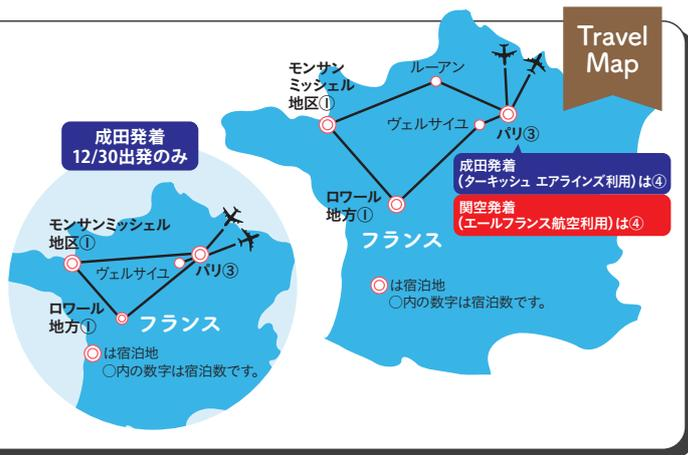 Travel
Map
モンサン
ミッシェル
地区①
ルーアン
ヴェルサイユ
パリ③
成田発着
(ターキッシュ エアラインズ利用)は④
関空発着
(エールフランス航空利用)は④
ロワール
地方①
フランス
◎は宿泊地
○内の数字は宿泊数です。
成田発着
12/30出発のみ
モンサンミッシェル
地区①
ヴェルサイユ
パリ③
ロワール
地方①
フランス
◎は宿泊地
○内の数字は宿泊数です。